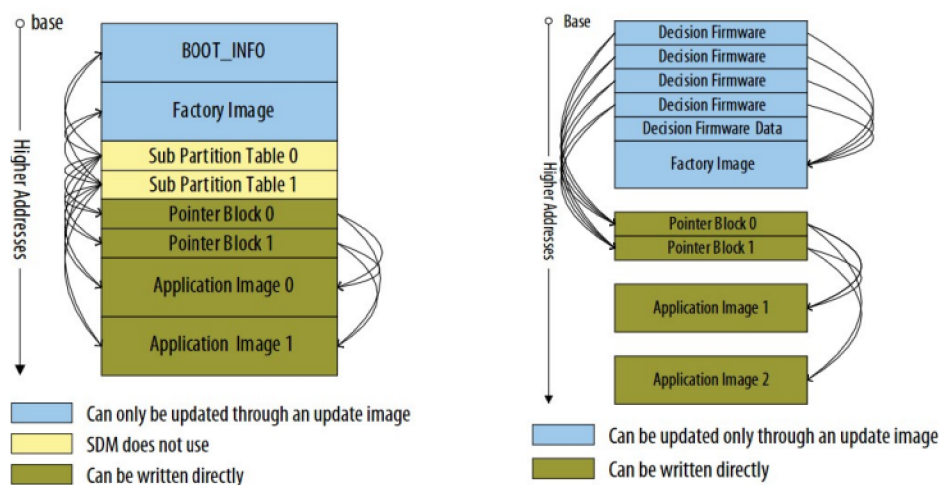 base
BOOT_INFO
Factory Image
Sub Partition Table 0
Sub Partition Table 1
Pointer Block 0
Pointer Block 1
Application Image 0
Application Image 1
Higher Addresses
Can only be updated through an update image
SDM does not use
Can be written directly
Base
Decision Firmware
Decision Firmware
Decision Firmware
Decision Firmware
Decision Firmware Data
Factory Image
Pointer Block 0
Pointer Block 1
Application Image 1
Application Image 2
Higher Addresses
Can be updated only through an update image
Can be written directly